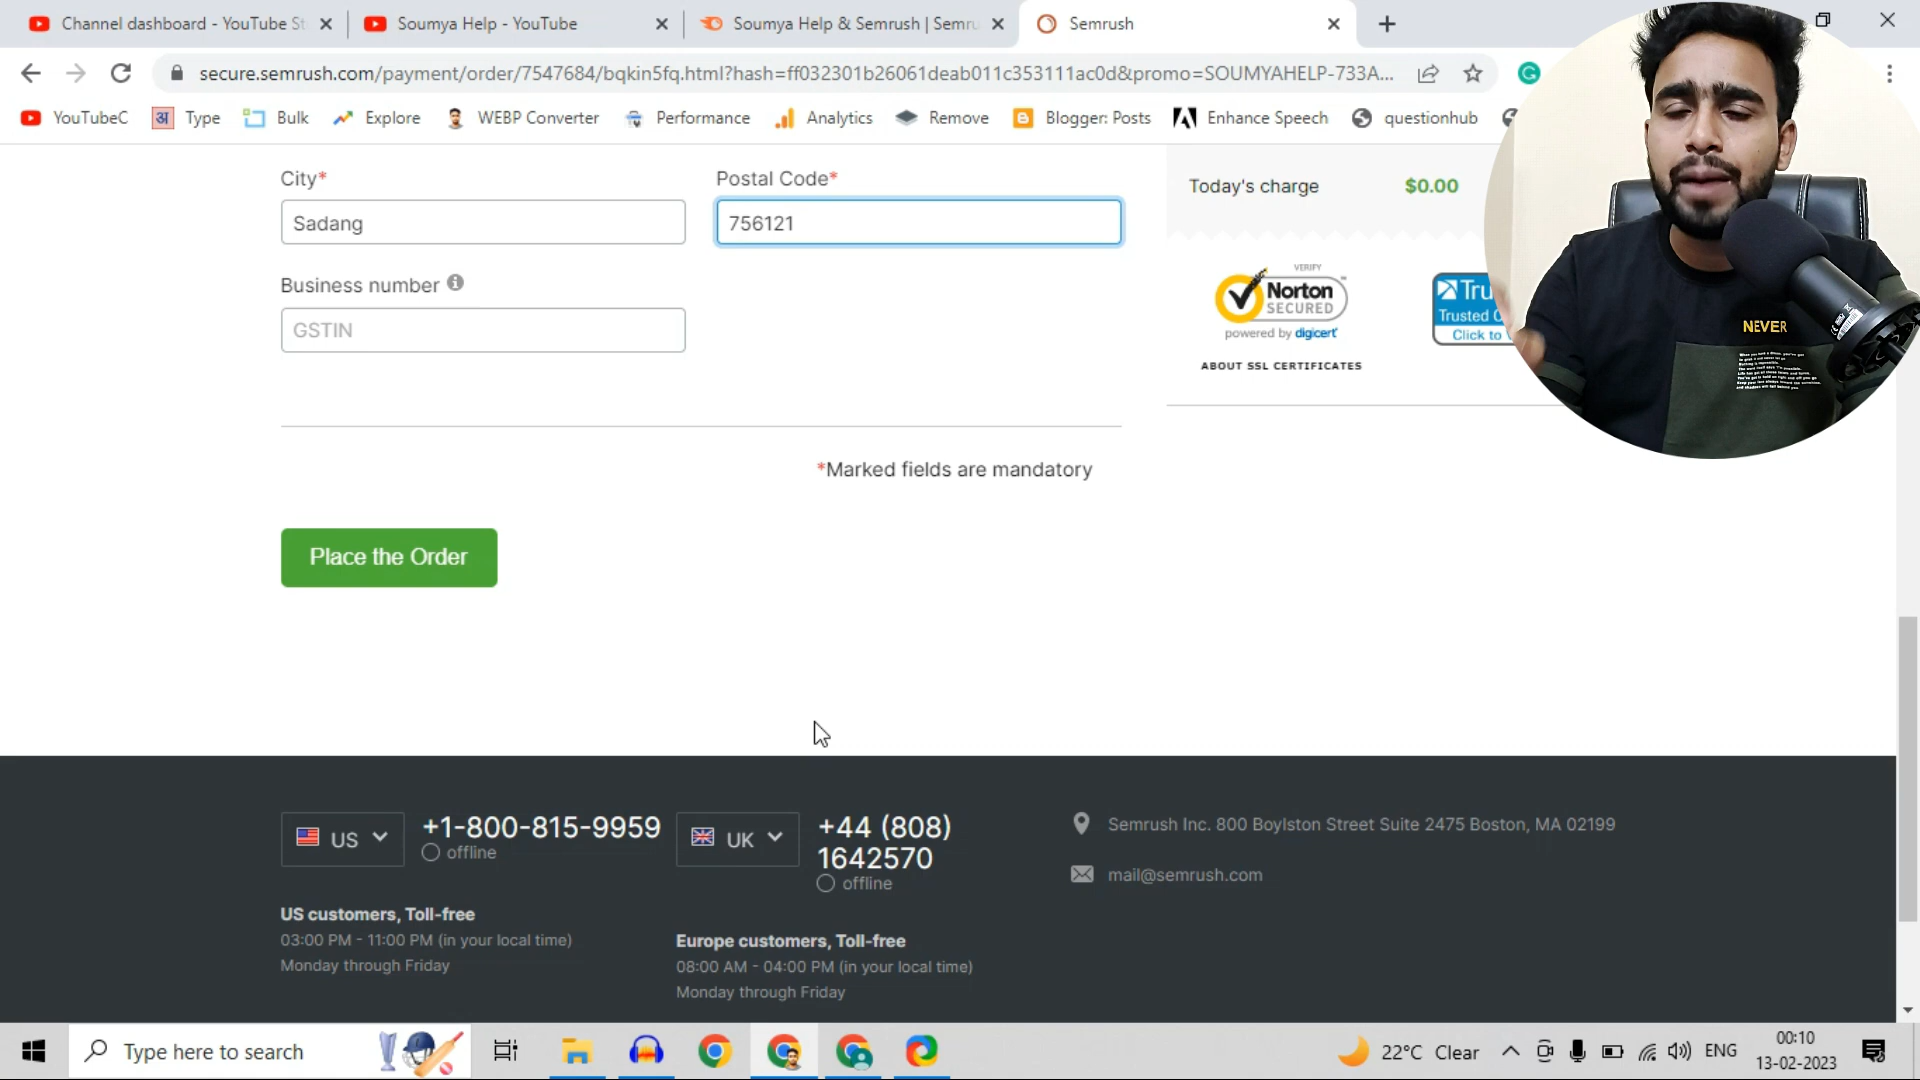 Channel dashboard - YouTube St
Soumya Help - YouTube
Soumya Help & Semrush | Semru
Semrush
secure.semrush.com/payment/order/7547684/bqkin5fq.html?hash=ff032301b26061deab011c353111ac0d&promo=SOUMYAHELP-733A...
YouTubeC
अ Type
Bulk
Explore
WEBP Converter
Performance
Analytics
Remove
Blogger: Posts
Enhance Speech
questionhub
City*
Postal Code*
Today's charge
$0.00
Sadang
756121
Business number
GSTIN
VERIFY
Norton
SECURED
powered by digicert
ABOUT SSL CERTIFICATES
Tru
Trusted C
Click to V
NEVER
*Marked fields are mandatory
Place the Order
US
+1-800-815-9959
offline
US customers, Toll-free
03:00 PM - 11:00 PM (in your local time)
Monday through Friday
UK
+44 (808)
1642570
offline
Europe customers, Toll-free
08:00 AM - 04:00 PM (in your local time)
Monday through Friday
Semrush Inc. 800 Boylston Street Suite 2475 Boston, MA 02199
mail@semrush.com
Type here to search
22°C Clear
ENG
00:10
13-02-2023